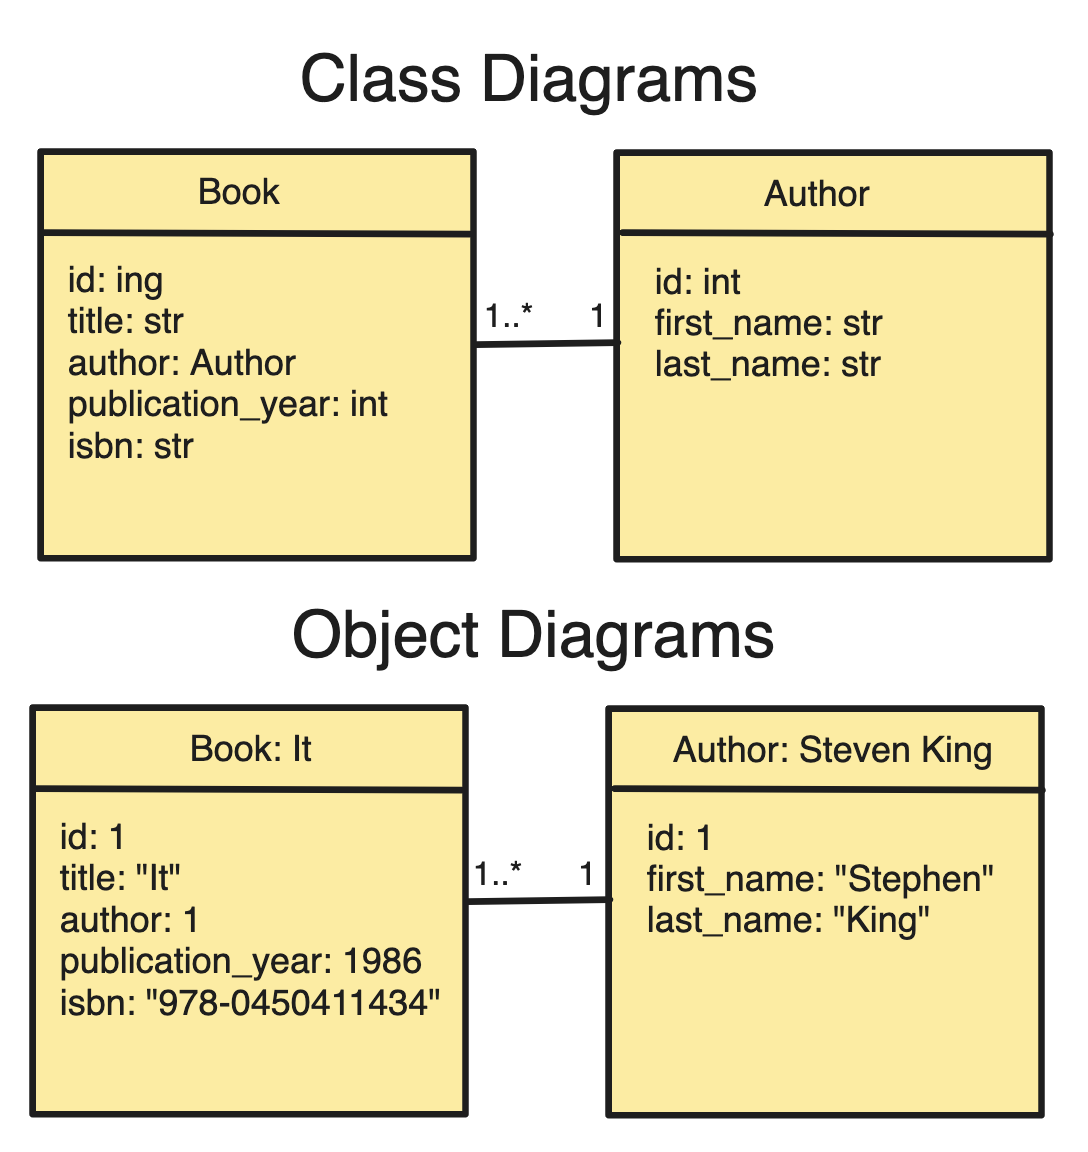 Class Diagrams
Book
id: ing
title: str
author: Author
publication_year: int
isbn: str
1..*
1
Author
id: int
first_name: str
last_name: str
Object Diagrams
Book: It
id: 1
title: "It"
author: 1
publication_year: 1986
isbn: "978-0450411434"
1..*
1
Author: Steven King
id: 1
first_name: "Stephen"
last_name: "King"